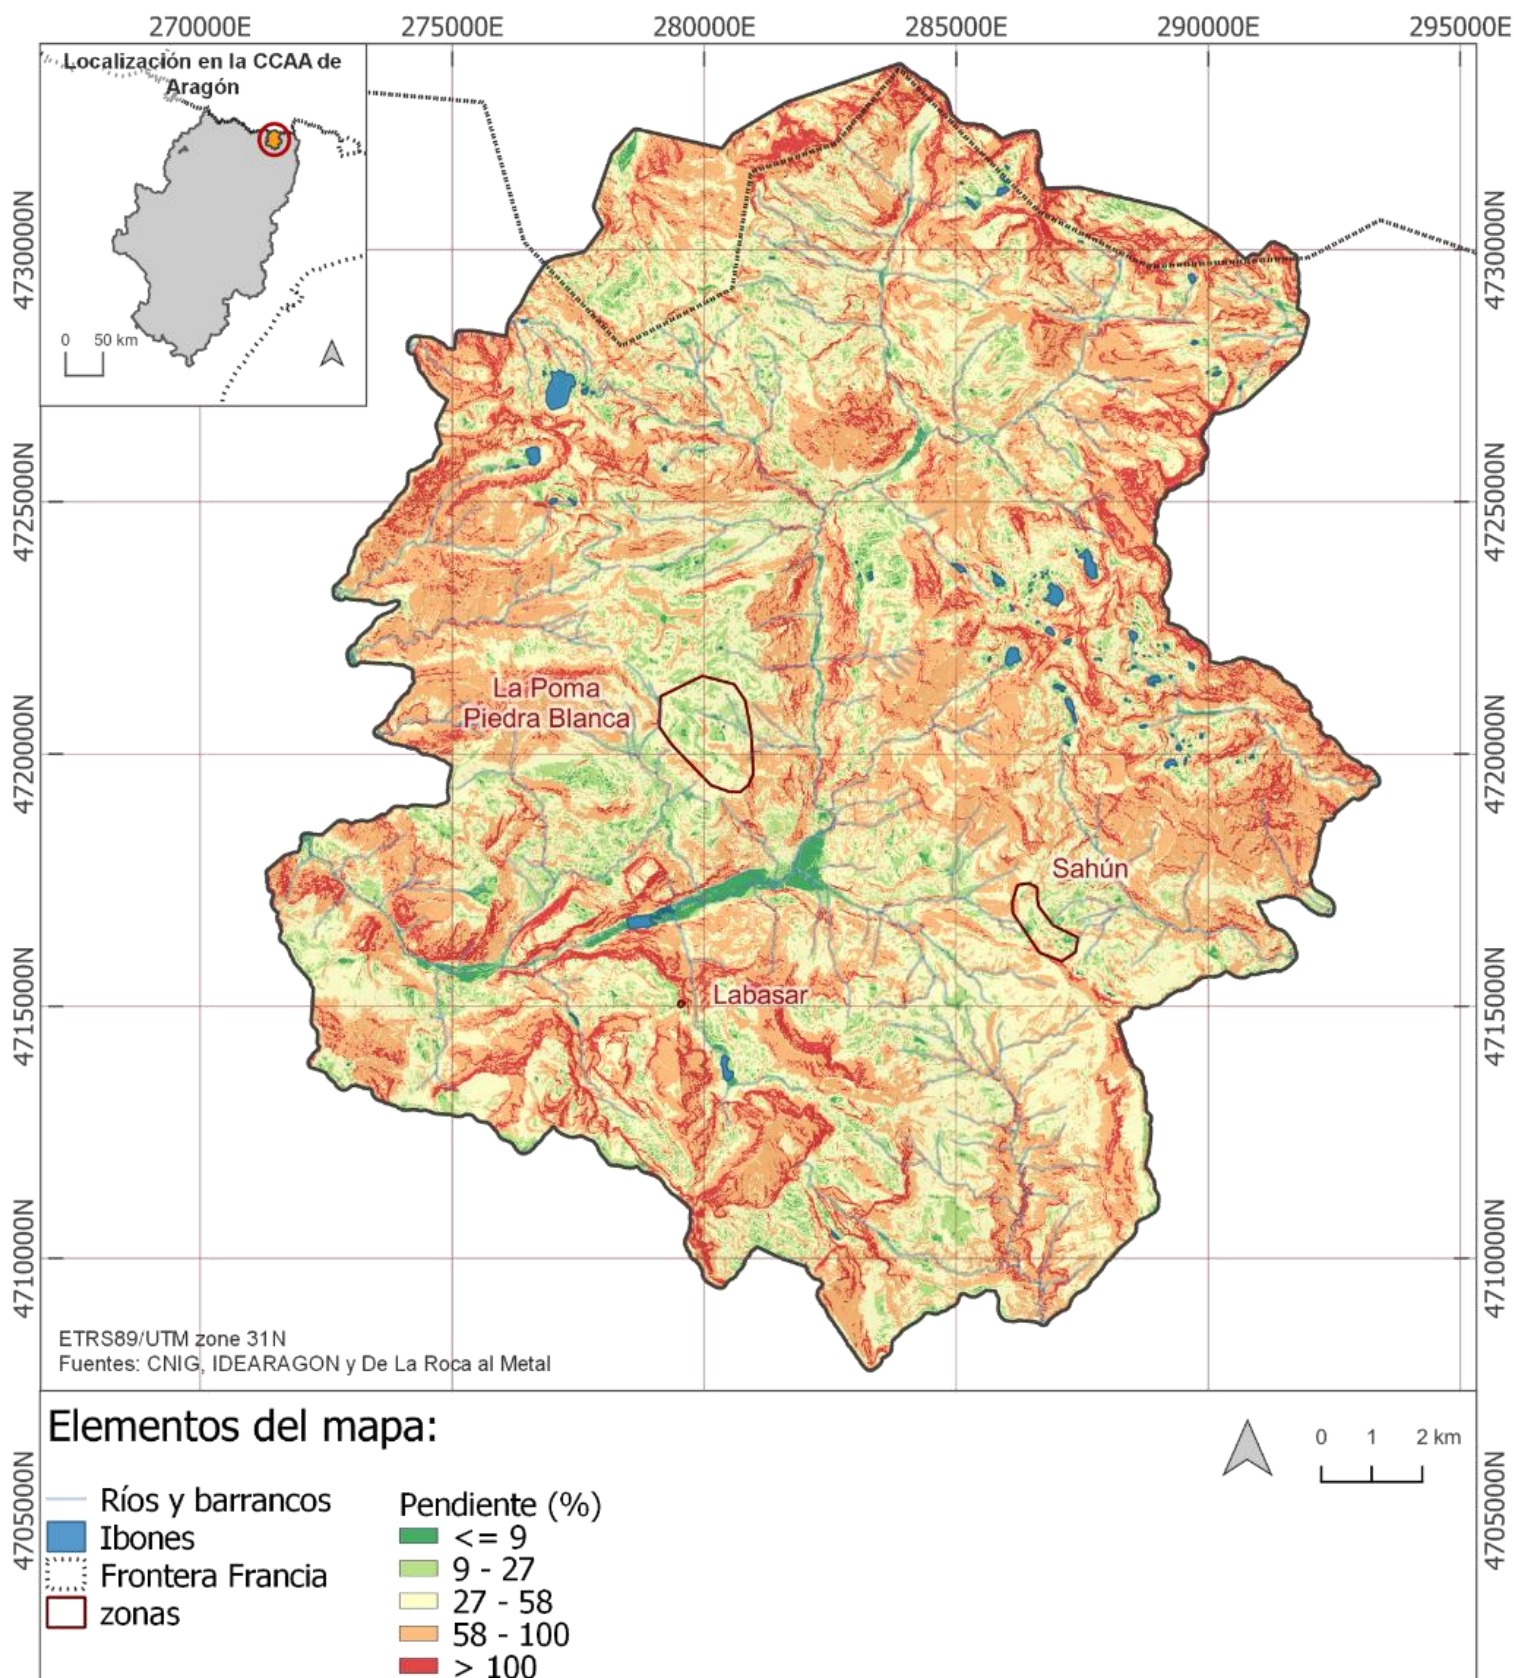 270000E 275000E 280000E 285000E 290000E 295000E
Localización en la CCAA de
Aragón
0 50 km
4730000N 4730000N
4725000N 4725000N
La Poma
Piedra Blanca
4720000N 4720000N
Sahún
Labasar
4715000N 4715000N
4710000N 4710000N
ETRS89/UTM zone 31N
Fuentes: CNIG, IDEARAGON y De La Roca al Metal
4705000N 4705000N
Elementos del mapa:
Ríos y barrancos
Ibones
Frontera Francia
zonas
Pendiente (%)
<= 9
9 - 27
27 - 58
58 - 100
> 100
0 1 2 km